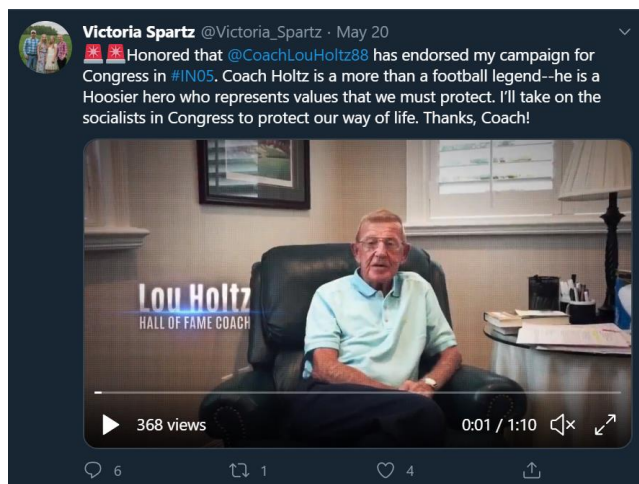 Victoria Spartz @Victoria_Spartz · May 20
🚨🚨Honored that @CoachLouHoltz88 has endorsed my campaign for
Congress in #IN05. Coach Holtz is a more than a football legend--he is a
Hoosier hero who represents values that we must protect. I'll take on the
socialists in Congress to protect our way of life. Thanks, Coach!
Lou Holtz
HALL OF FAME COACH
368 views
0:01 / 1:10
6
1
4